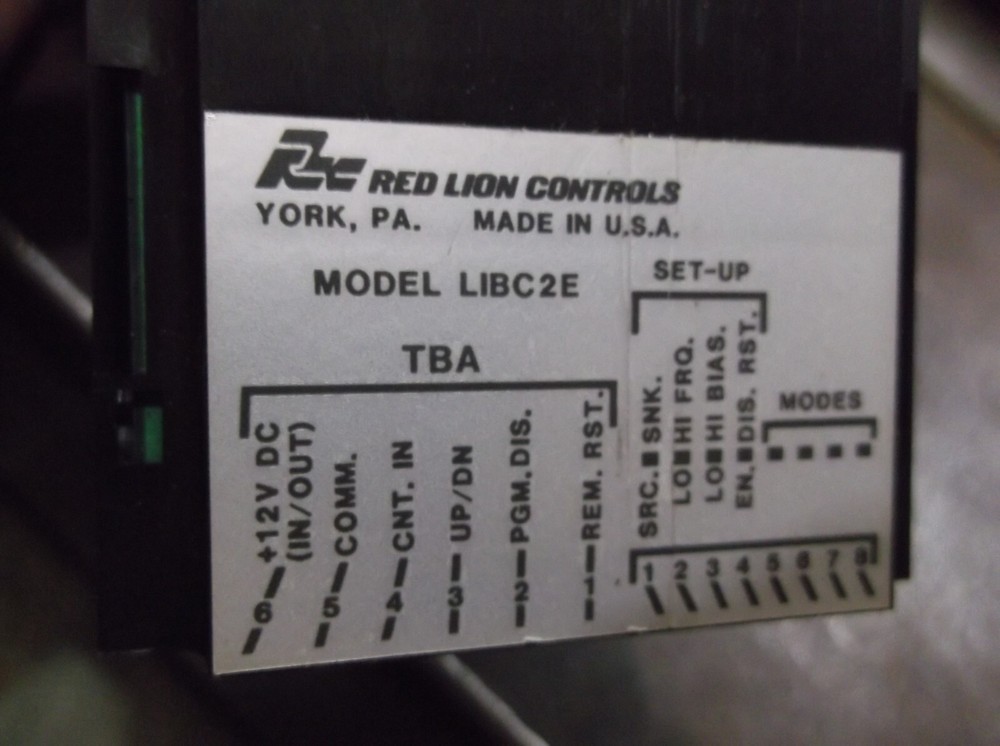 RLC RED LION CONTROLS
YORK, PA. MADE IN U.S.A.
MODEL LIBC2E
TBA
6 +12V DC (IN/OUT)
5 COMM.
4 CNT. IN
3 UP/DN
2 PGM. DIS.
1 REM. RST.
SET-UP
SRC. SNK.
LO HI FRQ.
LO HI BIAS.
EN. DIS. RST.
MODES
1 2 3 4 5 6 7 8